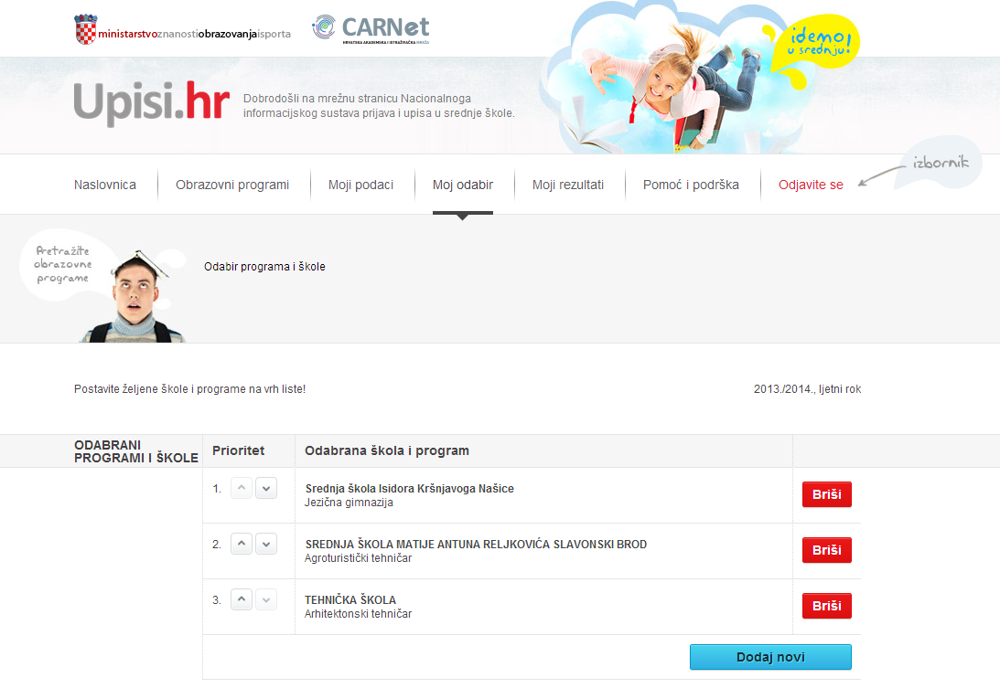 ministarstvoznanostiobrazovanjaisporta
CARNet
HRVATSKA AKADEMSKA I ISTRAŽIVAČKA MREŽA
idemo!
u srednju!
Upisi.hr
Dobrodošli na mrežnu stranicu Nacionalnoga
informacijskog sustava prijava i upisa u srednje škole.
izbornik
Naslovnica
Obrazovni programi
Moji podaci
Moj odabir
Moji rezultati
Pomoć i podrška
Odjavite se
Pretražite
obrazovne
programe
Odabir programa i škole
Postavite željene škole i programe na vrh liste!
2013./2014., ljetni rok
ODABRANI
PROGRAMI I ŠKOLE
Prioritet
Odabrana škola i program
1.
Srednja škola Isidora Kršnjavoga Našice
Jezična gimnazija
Briši
2.
SREDNJA ŠKOLA MATIJE ANTUNA RELJKOVIĆA SLAVONSKI BROD
Agroturistički tehničar
Briši
3.
TEHNIČKA ŠKOLA
Arhitektonski tehničar
Briši
Dodaj novi